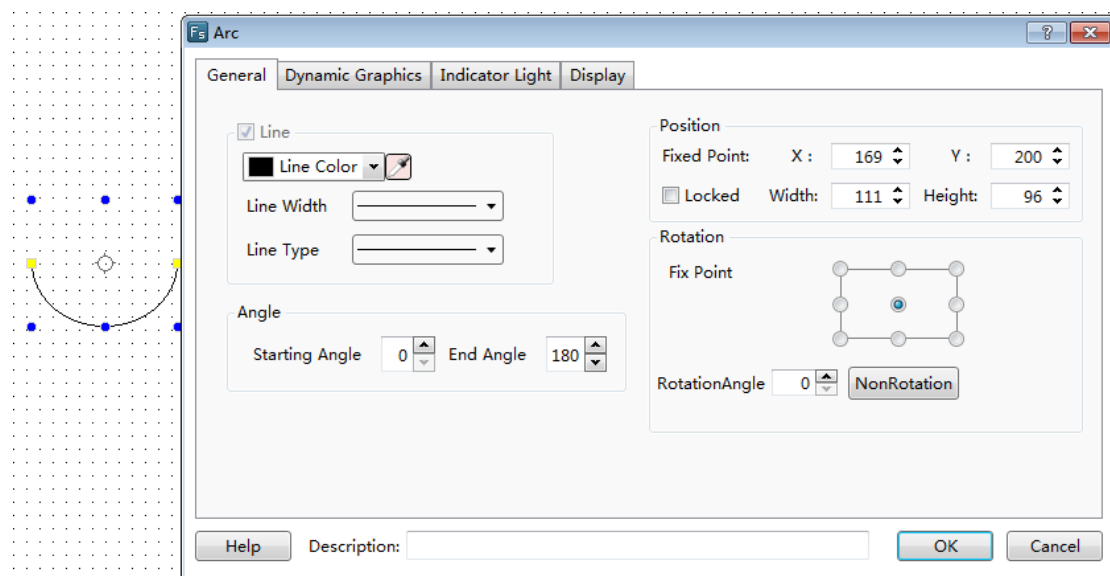 Fs Arc
General Dynamic Graphics Indicator Light Display
Line
Line Color
Line Width
Line Type
Angle
Starting Angle 0 End Angle 180
Position
Fixed Point: X : 169 Y : 200
Locked Width: 111 Height: 96
Rotation
Fix Point
RotationAngle 0 NonRotation
Help Description: OK Cancel